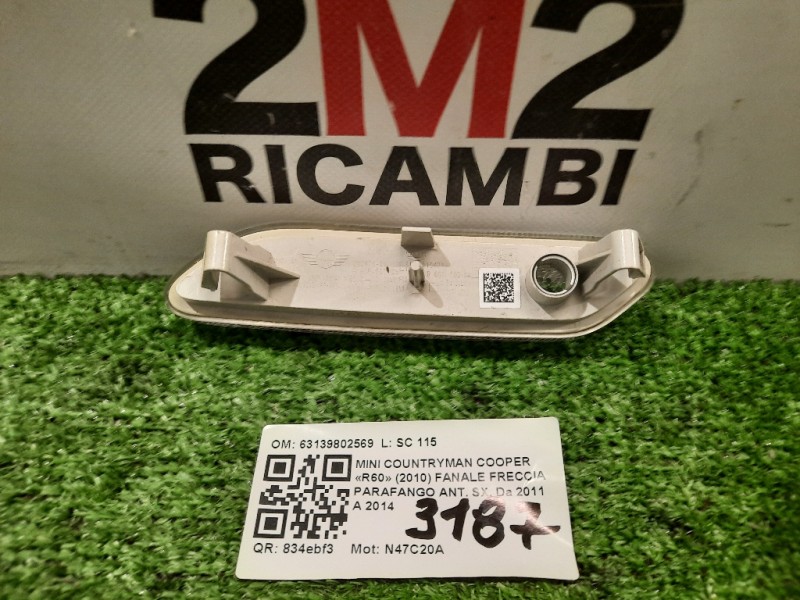 2M2
RICAMBI
OM: 63139802569 L: SC 115
MINI COUNTRYMAN COOPER
«R60» (2010) FANALE FRECCIA
PARAFANGO ANT. SX. Da 2011
A 2014
3187
QR: 834ebf3 Mot: N47C20A